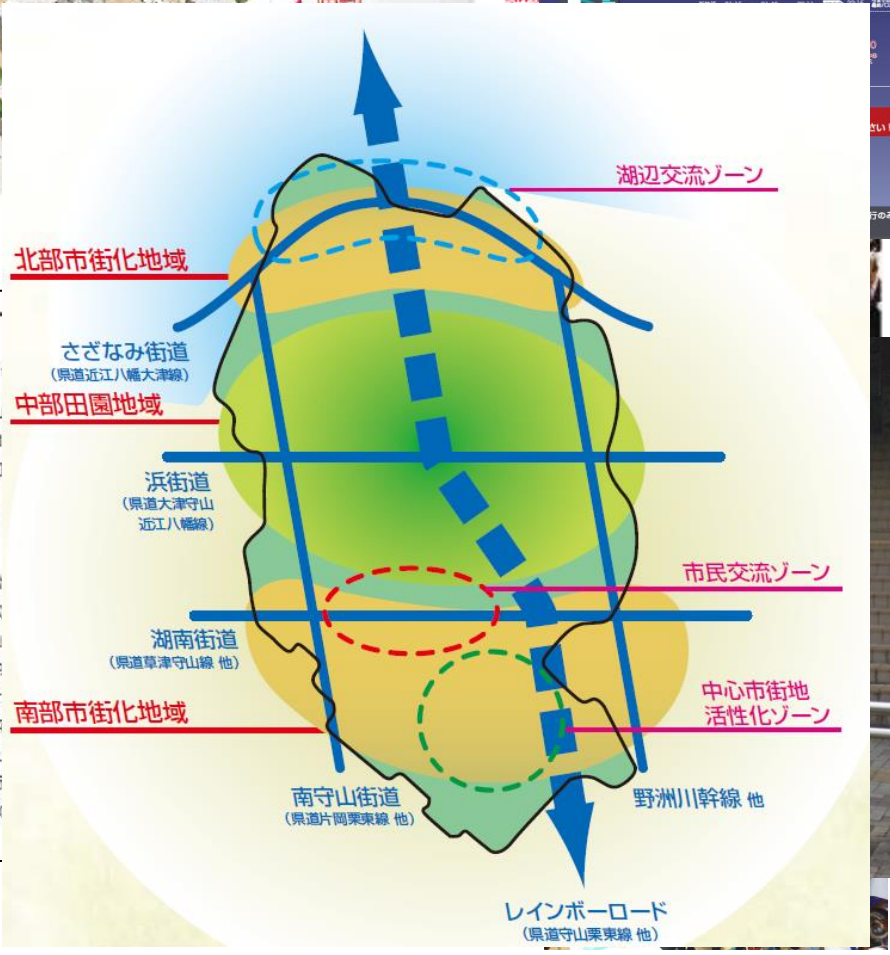 湖辺交流ゾーン
北部市街化地域
さざなみ街道
（県道近江八幡大津線）
中部田園地域
浜街道
（県道大津守山
近江八幡線）
市民交流ゾーン
湖南街道
（県道草津守山線 他）
中心市街地
活性化ゾーン
南部市街化地域
南守山街道
（県道片岡栗東線 他）
野洲川幹線 他
レインボーロード
（県道守山栗東線 他）
さい
行のみ